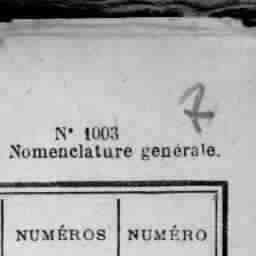 7
N° 1003
Nomenclature générale.
NUMÉROS NUMÉRO